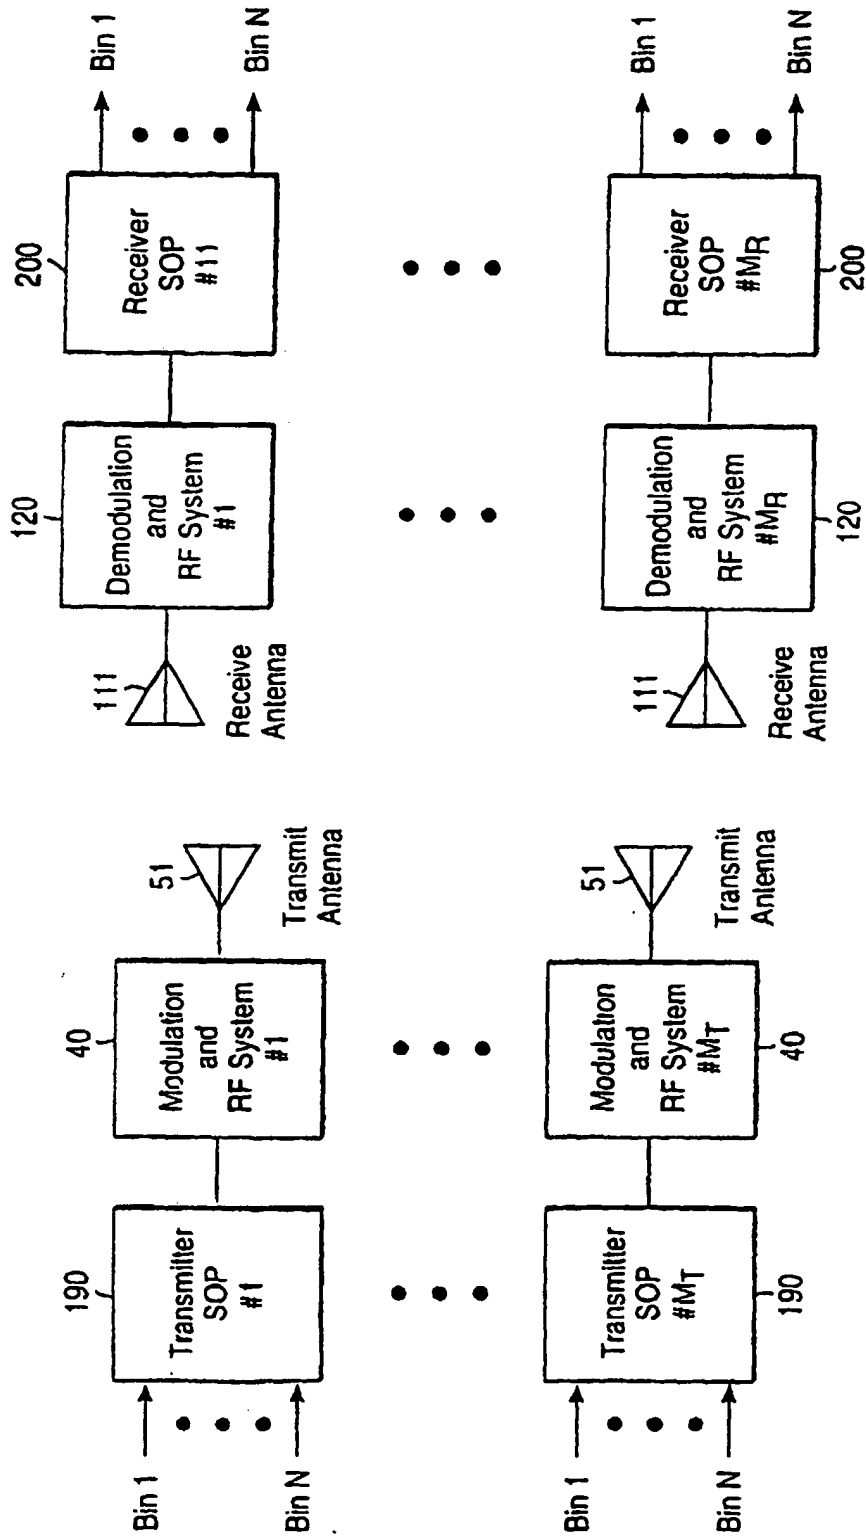 Bin 1
Bin N
190
Transmitter
SOP
#1
40
Modulation
and
RF System
#1
51
Transmit
Antenna
111
Receive
Antenna
120
Demodulation
and
RF System
#1
200
Receiver
SOP
#11
Bin 1
Bin N
Bin 1
Bin N
Transmitter
SOP
#MT
190
Modulation
and
RF System
#MT
40
51
Transmit
Antenna
111
Receive
Antenna
Demodulation
and
RF System
#MR
120
Receiver
SOP
#MR
200
Bin 1
Bin N